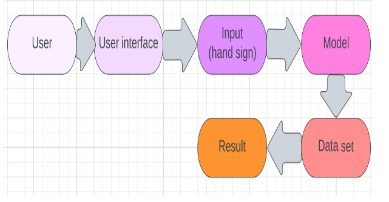 User
User interface
Input
(hand sign)
Model
Data set
Result